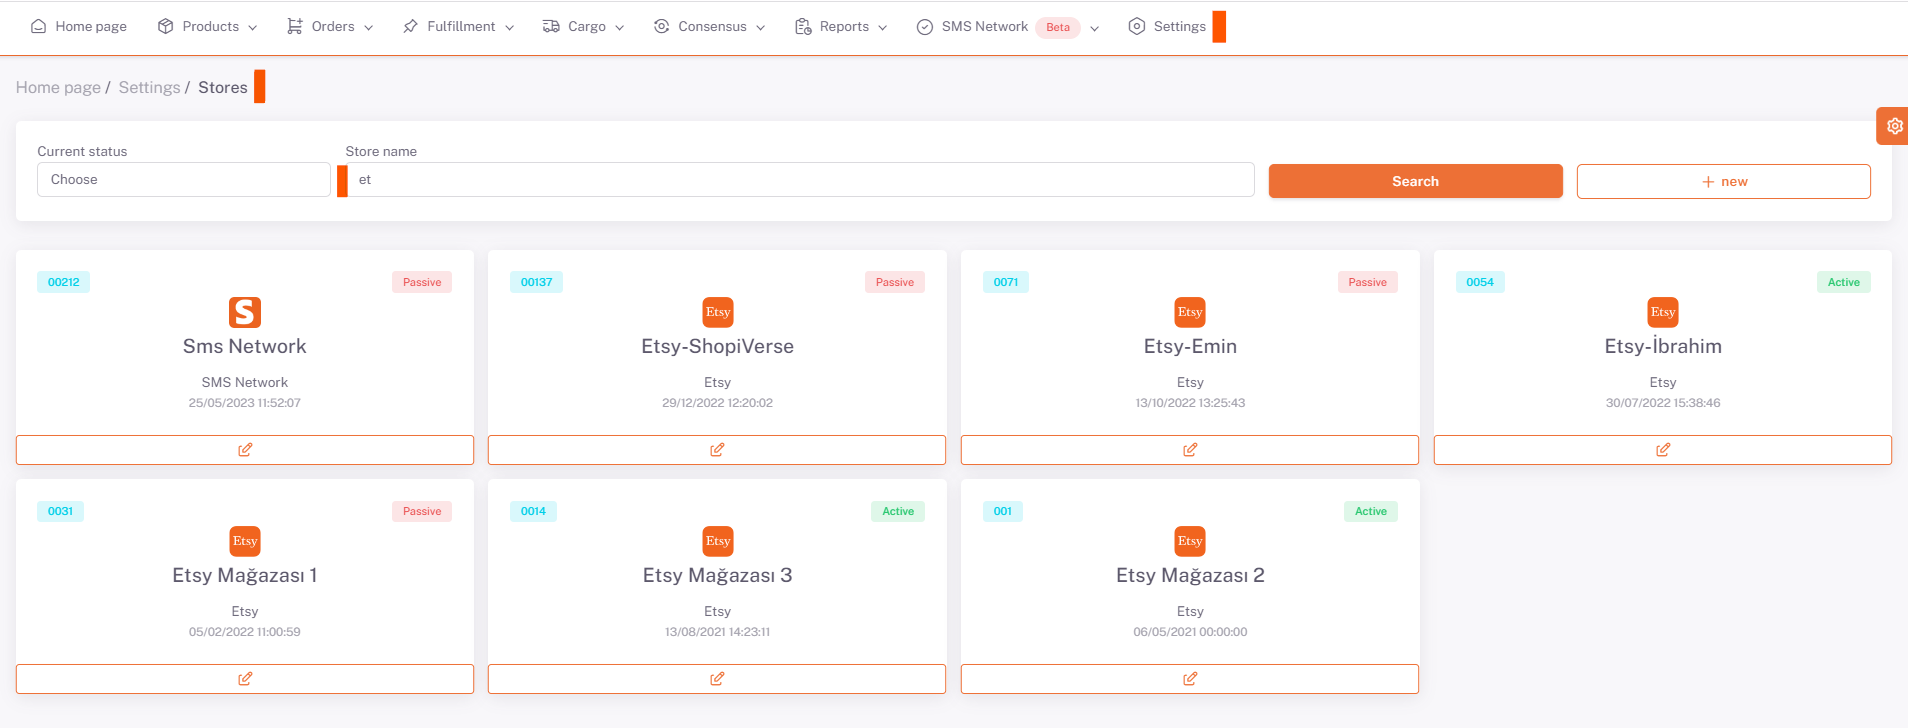 Home page Products Orders Fulfillment Cargo Consensus Reports SMS Network Beta Settings
Home page / Settings / Stores
Current status Store name
Choose et Search + new
00212 Passive 00137 Passive 0071 Passive 0054 Active
S Etsy Etsy Etsy
Sms Network Etsy-ShopiVerse Etsy-Emin Etsy-İbrahim
SMS Network Etsy Etsy Etsy
25/05/2023 11:52:07 29/12/2022 12:20:02 13/10/2022 13:25:43 30/07/2022 15:38:46
0031 Passive 0014 Active 001 Active
Etsy Etsy Etsy
Etsy Mağazası 1 Etsy Mağazası 3 Etsy Mağazası 2
Etsy Etsy Etsy
05/02/2022 11:00:59 13/08/2021 14:23:11 06/05/2021 00:00:00